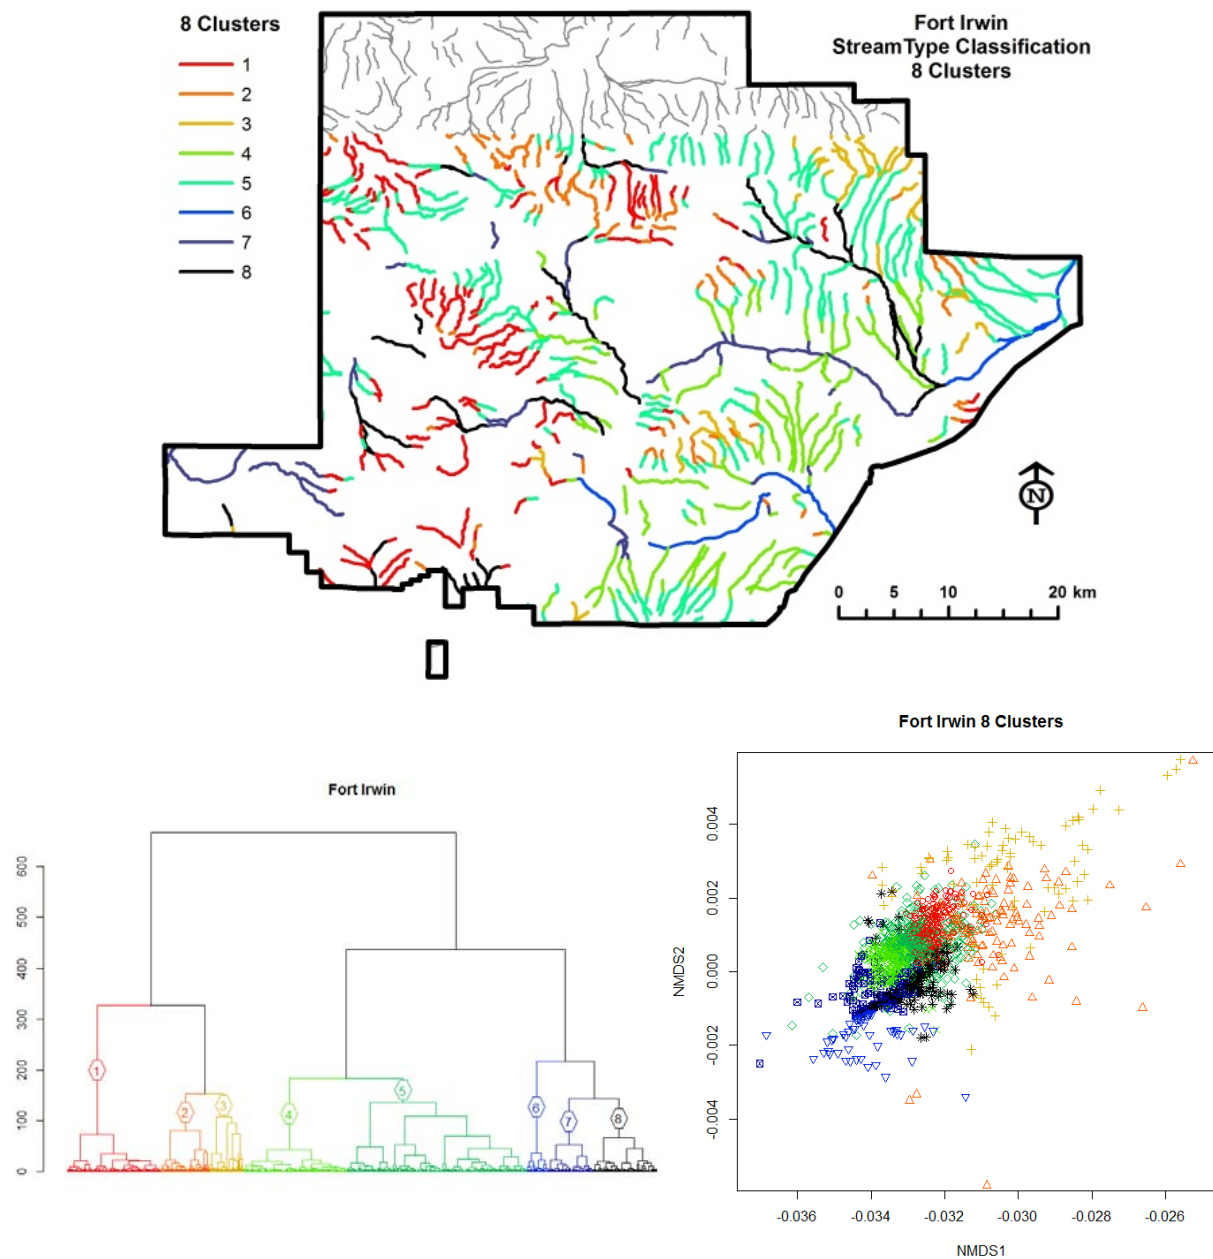 8 Clusters
1
2
3
4
5
6
7
8
Fort Irwin
StreamType Classification
8 Clusters
N
0 5 10 20 km
Fort Irwin
600
500
400
300
200
100
0
1
2
3
4
5
6
7
8
Fort Irwin 8 Clusters
NMDS2
0.004
0.002
0.000
-0.002
-0.004
-0.036 -0.034 -0.032 -0.030 -0.028 -0.026
NMDS1